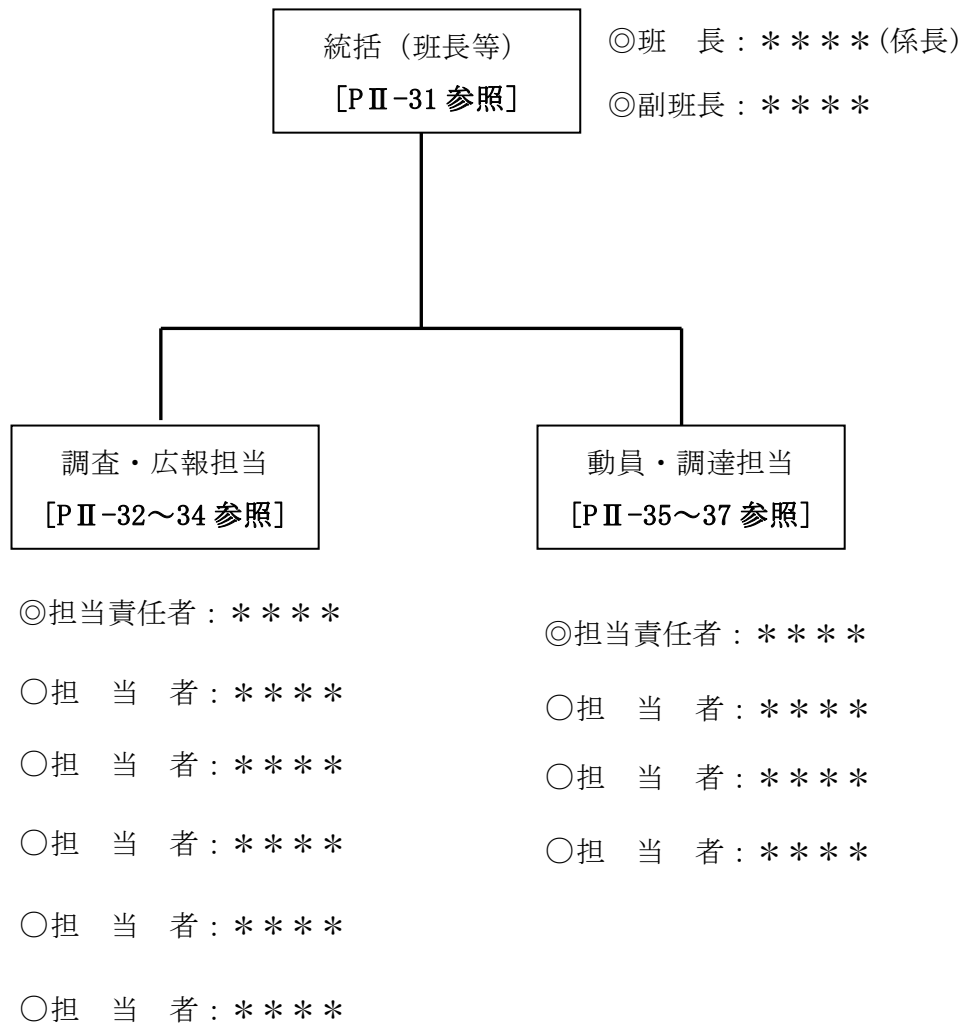 統括（班長等）
［PⅡ-31 参照］
◎班　長：＊＊＊＊(係長)
◎副班長：＊＊＊＊
調査・広報担当
［PⅡ-32～34 参照］
◎担当責任者：＊＊＊＊
○担　当　者：＊＊＊＊
○担　当　者：＊＊＊＊
○担　当　者：＊＊＊＊
○担　当　者：＊＊＊＊
○担　当　者：＊＊＊＊
動員・調達担当
［PⅡ-35～37 参照］
◎担当責任者：＊＊＊＊
○担　当　者：＊＊＊＊
○担　当　者：＊＊＊＊
○担　当　者：＊＊＊＊